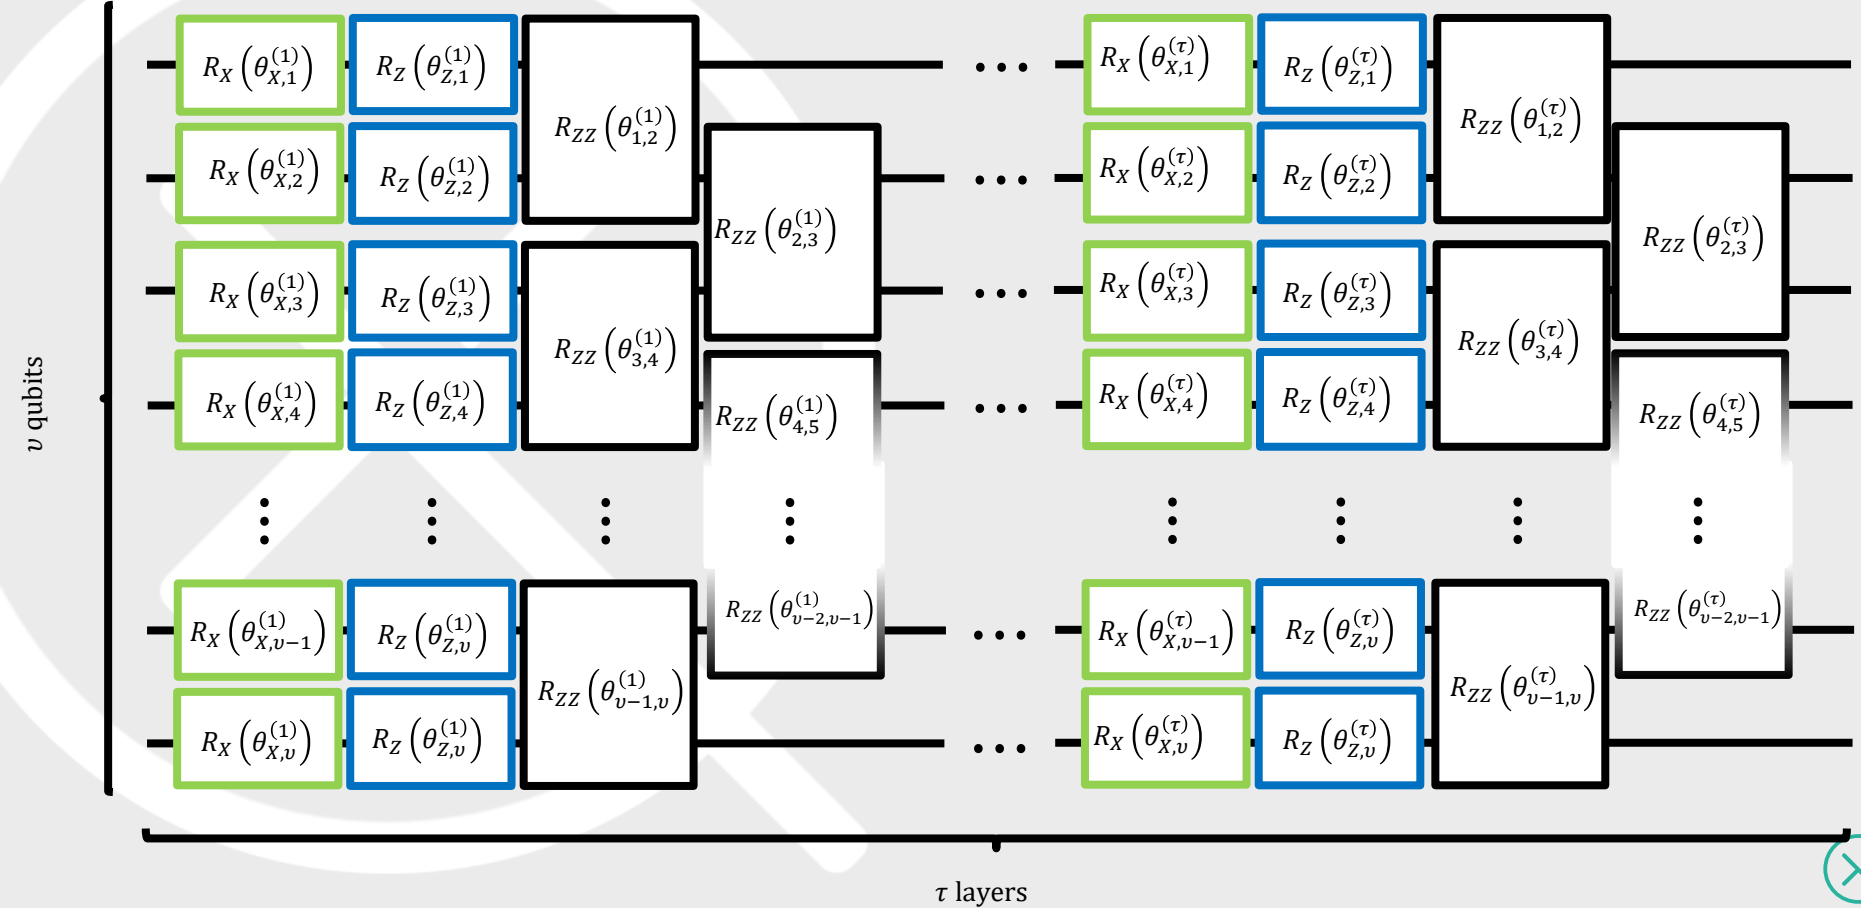 R_X(θ_{X,1}^{(1)}) R_Z(θ_{Z,1}^{(1)}) R_{ZZ}(θ_{1,2}^{(1)}) ··· R_X(θ_{X,1}^{(τ)}) R_Z(θ_{Z,1}^{(τ)}) R_{ZZ}(θ_{1,2}^{(τ)})
R_X(θ_{X,2}^{(1)}) R_Z(θ_{Z,2}^{(1)}) R_{ZZ}(θ_{2,3}^{(1)}) ··· R_X(θ_{X,2}^{(τ)}) R_Z(θ_{Z,2}^{(τ)}) R_{ZZ}(θ_{2,3}^{(τ)})
R_X(θ_{X,3}^{(1)}) R_Z(θ_{Z,3}^{(1)}) R_{ZZ}(θ_{3,4}^{(1)}) ··· R_X(θ_{X,3}^{(τ)}) R_Z(θ_{Z,3}^{(τ)}) R_{ZZ}(θ_{3,4}^{(τ)})
R_X(θ_{X,4}^{(1)}) R_Z(θ_{Z,4}^{(1)}) R_{ZZ}(θ_{4,5}^{(1)}) ··· R_X(θ_{X,4}^{(τ)}) R_Z(θ_{Z,4}^{(τ)}) R_{ZZ}(θ_{4,5}^{(τ)})
υ qubits
⋮ ⋮ ⋮ ⋮ ⋮ ⋮ ⋮ ⋮
R_X(θ_{X,υ−1}^{(1)}) R_Z(θ_{Z,υ}^{(1)}) R_{ZZ}(θ_{υ−2,υ−1}^{(1)}) ··· R_X(θ_{X,υ−1}^{(τ)}) R_Z(θ_{Z,υ}^{(τ)}) R_{ZZ}(θ_{υ−2,υ−1}^{(τ)})
R_X(θ_{X,υ}^{(1)}) R_Z(θ_{Z,υ}^{(1)}) R_{ZZ}(θ_{υ−1,υ}^{(1)}) ··· R_X(θ_{X,υ}^{(τ)}) R_Z(θ_{Z,υ}^{(τ)}) R_{ZZ}(θ_{υ−1,υ}^{(τ)})
τ layers